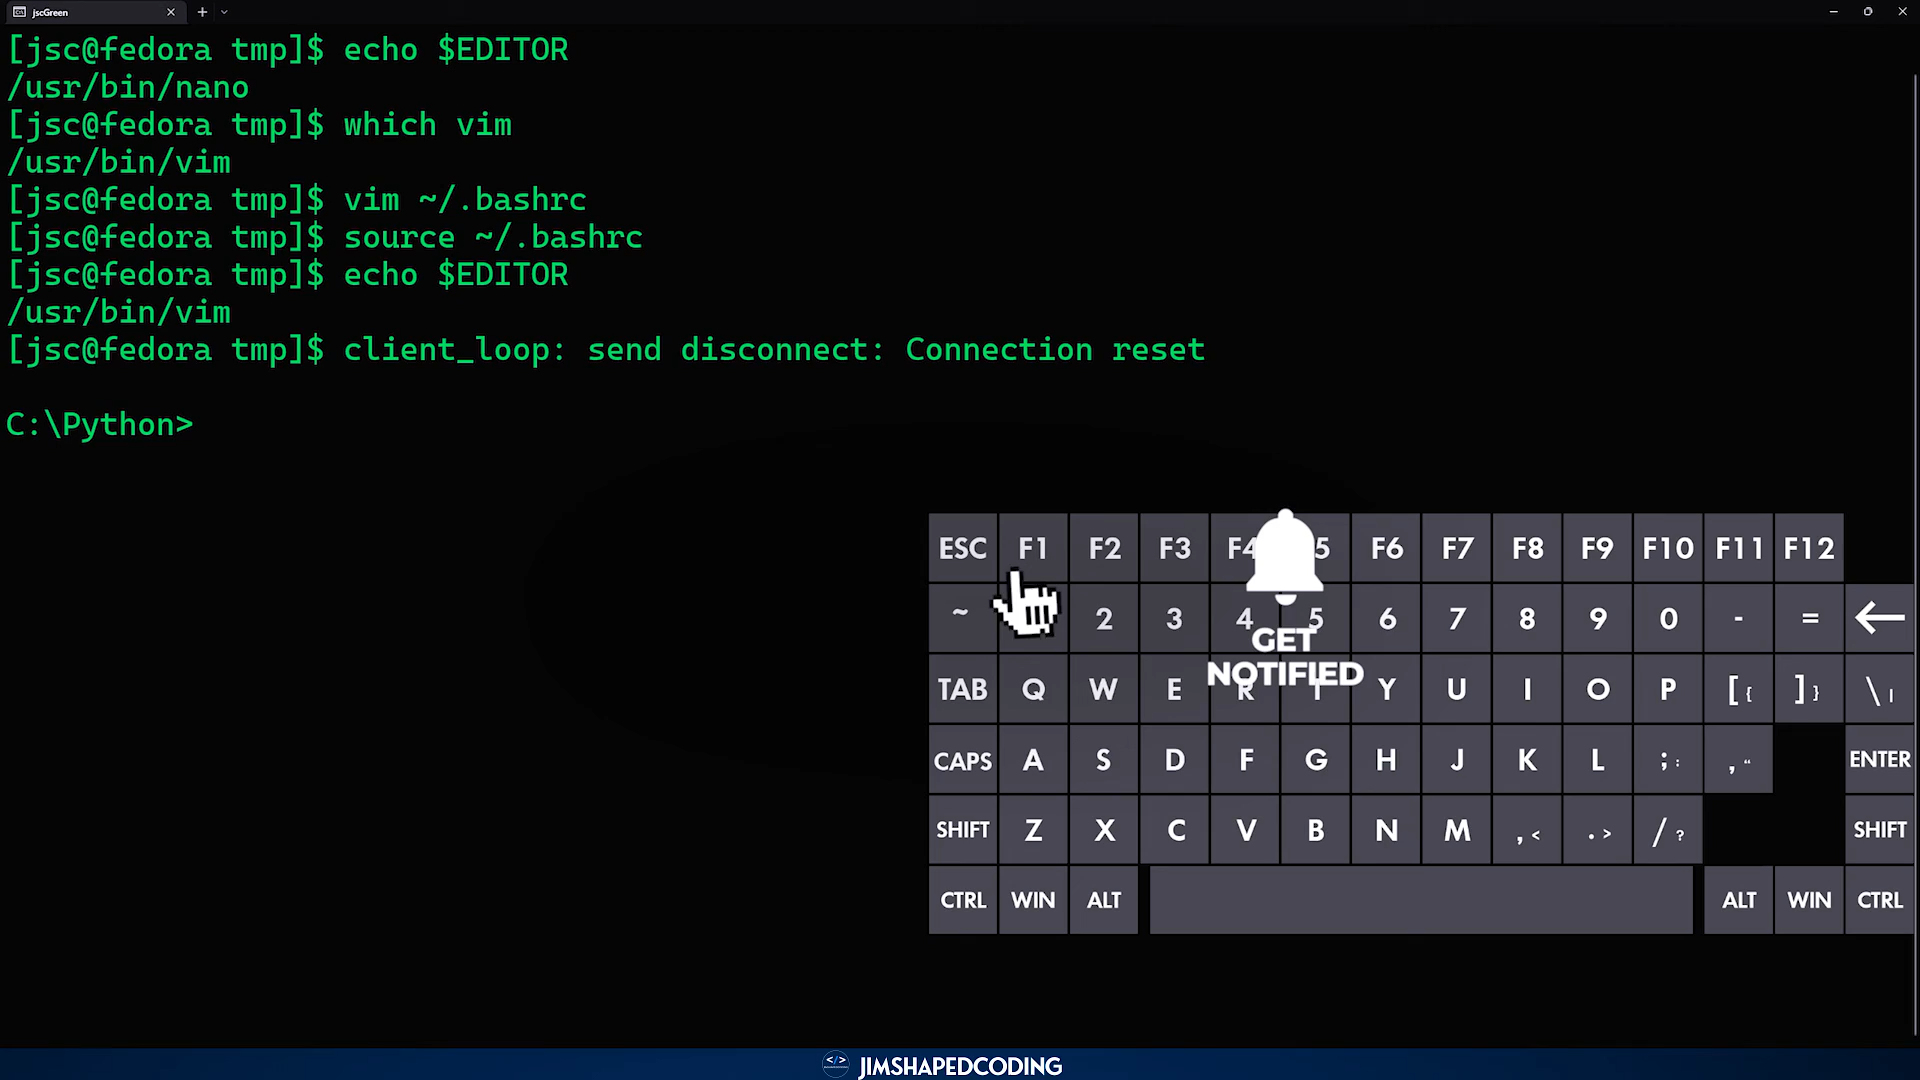 jscGreen
[jsc@fedora tmp]$ echo $EDITOR
/usr/bin/nano
[jsc@fedora tmp]$ which vim
/usr/bin/vim
[jsc@fedora tmp]$ vim ~/.bashrc
[jsc@fedora tmp]$ source ~/.bashrc
[jsc@fedora tmp]$ echo $EDITOR
/usr/bin/vim
[jsc@fedora tmp]$ client_loop: send disconnect: Connection reset
C:\Python>
ESC F1 F2 F3 F4 5 F6 F7 F8 F9 F10 F11 F12
~ 2 3 4 5 6 7 8 9 0 - =
GET
NOTIFIED
TAB Q W E R T Y U I O P [ { ] } \ |
CAPS A S D F G H J K L ; : , “ ENTER
SHIFT Z X C V B N M , < . > / ? SHIFT
CTRL WIN ALT ALT WIN CTRL
</> JIMSHAPEDCODING